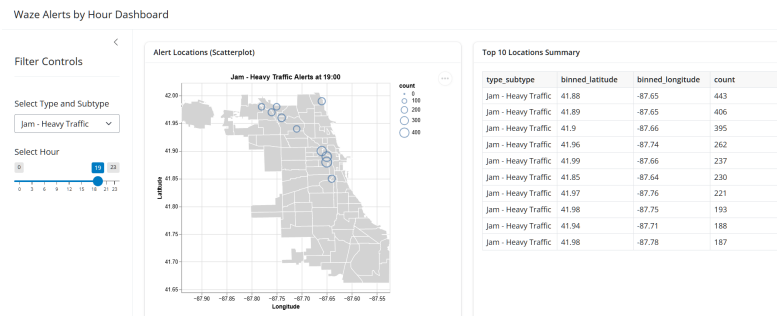 Waze Alerts by Hour Dashboard
Filter Controls
Select Type and Subtype
Jam - Heavy Traffic
Select Hour
0 19 23
0 3 6 9 12 15 18 21 23
Alert Locations (Scatterplot)
Jam - Heavy Traffic Alerts at 19:00
count
0
100
200
300
400
Latitude
42.00
41.95
41.90
41.85
41.80
41.75
41.70
41.65
−87.90 −87.85 −87.80 −87.75 −87.70 −87.65 −87.60 −87.55
Longitude
Top 10 Locations Summary
type_subtype binned_latitude binned_longitude count
Jam - Heavy Traffic 41.88 -87.65 443
Jam - Heavy Traffic 41.89 -87.65 406
Jam - Heavy Traffic 41.9 -87.66 395
Jam - Heavy Traffic 41.96 -87.74 262
Jam - Heavy Traffic 41.99 -87.66 237
Jam - Heavy Traffic 41.85 -87.64 230
Jam - Heavy Traffic 41.97 -87.76 221
Jam - Heavy Traffic 41.98 -87.75 193
Jam - Heavy Traffic 41.94 -87.71 188
Jam - Heavy Traffic 41.98 -87.78 187